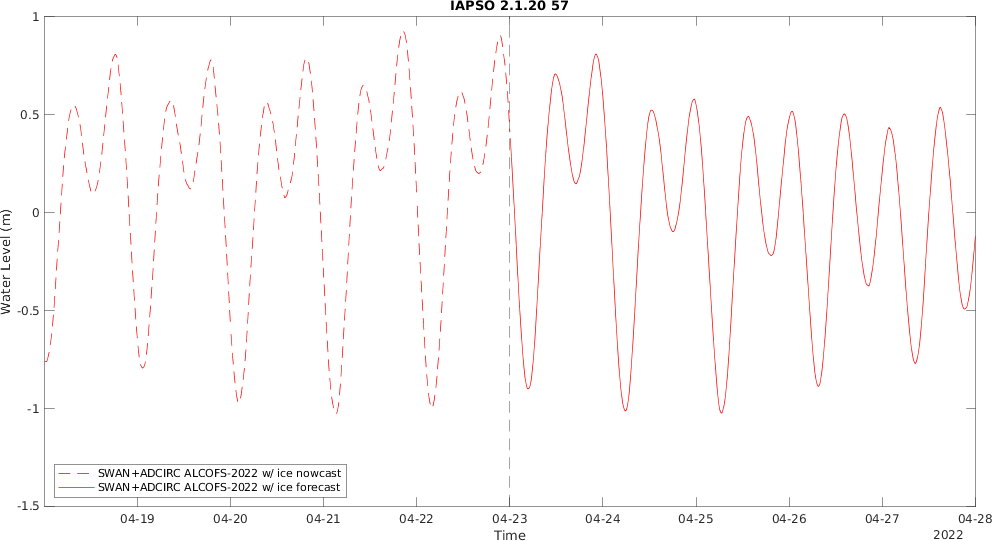 IAPSO 2.1.20 57
1
0.5
0
-0.5
-1
-1.5
Water Level (m)
SWAN+ADCIRC ALCOFS-2022 w/ ice nowcast
SWAN+ADCIRC ALCOFS-2022 w/ ice forecast
04-19 04-20 04-21 04-22 04-23 04-24 04-25 04-26 04-27 04-28
Time
2022